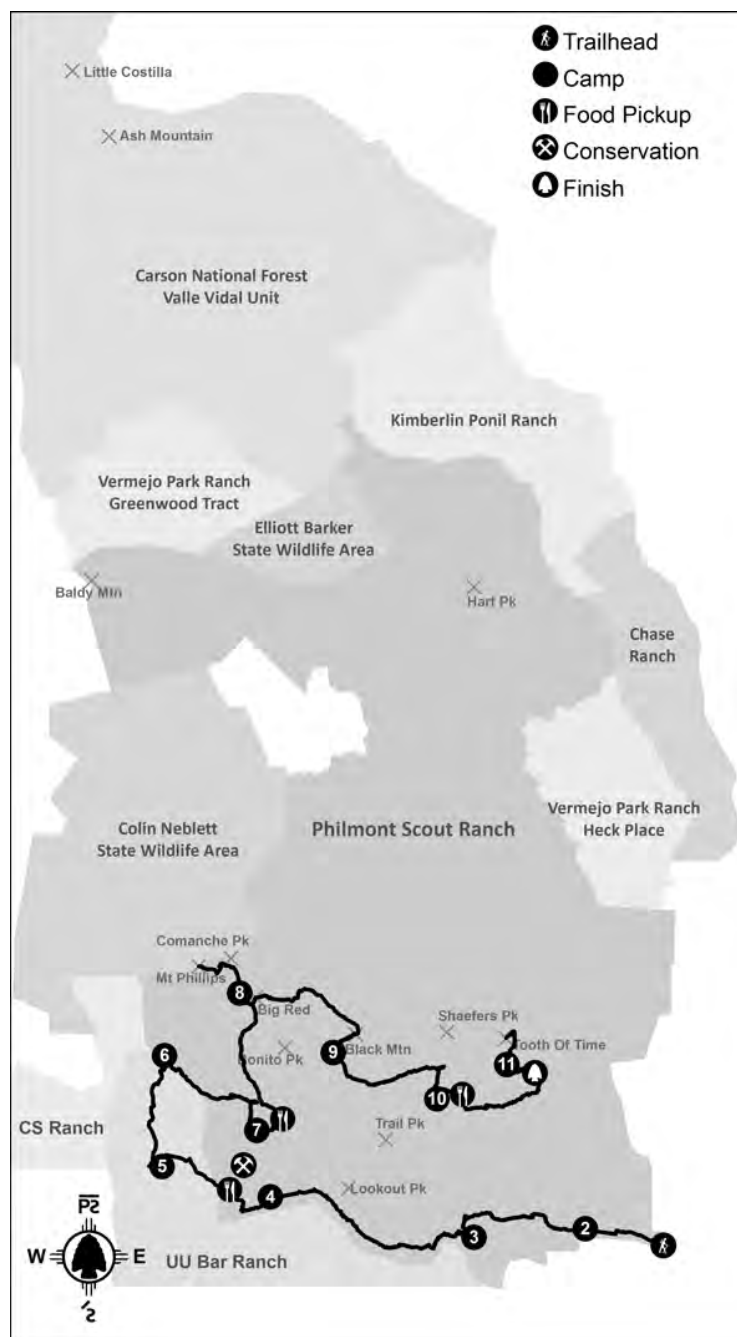 Trailhead
Camp
Food Pickup
Conservation
Finish
Little Costilla
Ash Mountain
Carson National Forest
Valle Vidal Unit
Kimberlin Ponil Ranch
Vermejo Park Ranch
Greenwood Tract
Elliott Barker
State Wildlife Area
Baldy Mtn
Hart Pk
Chase
Ranch
Colin Neblett
State Wildlife Area
Philmont Scout Ranch
Vermejo Park Ranch
Heck Place
Comanche Pk
Mt Phillips
8
Big Red
Shaefers Pk
Tooth Of Time
Black Mtn
9
6
Bonito Pk
11
10
CS Ranch
7
Trail Pk
5
4
Lookout Pk
3
2
W
E
UU Bar Ranch